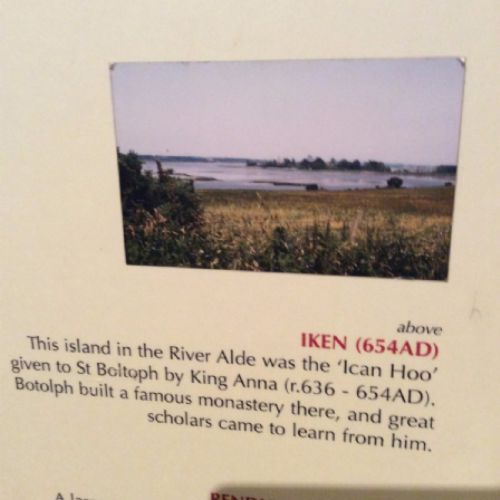 above
IKEN (654AD)
This island in the River Alde was the 'Ican Hoo'
given to St Boltoph by King Anna (r.636 - 654AD).
Botolph built a famous monastery there, and great
scholars came to learn from him.